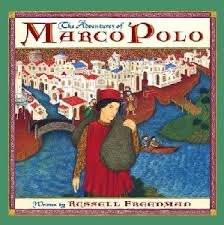 The Adventures of
MARCO POLO
Written by RUSSELL FREEDMAN